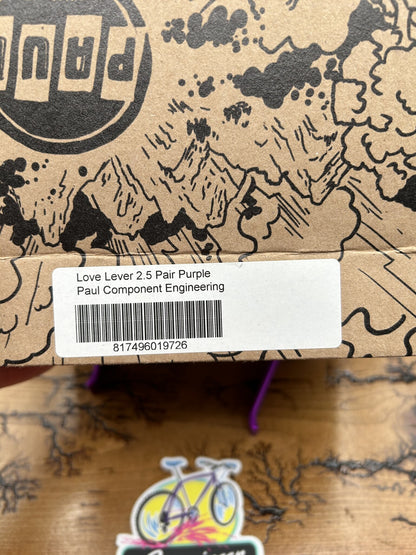 PAUL
Love Lever 2.5 Pair Purple
Paul Component Engineering
817496019726